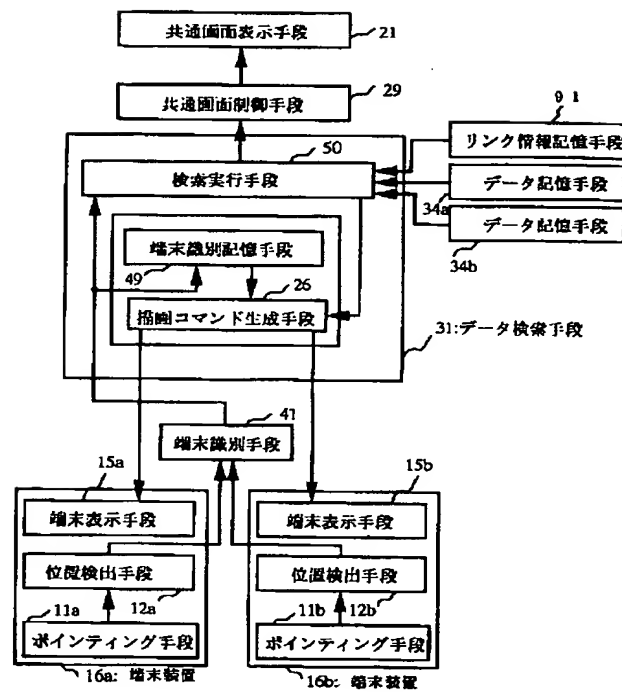 共通画面表示手段
21
共通画面制御手段
29
9 1
リンク情報記憶手段
50
検索実行手段
データ記憶手段
34a
データ記憶手段
34b
端末識別記憶手段
49
26
描画コマンド生成手段
31:データ検索手段
47
端末識別手段
15a
端末表示手段
位置検出手段
11a
12a
ポインティング手段
16a: 端末装置
15b
端末表示手段
位置検出手段
11b
12b
ポインティング手段
16b: 端末装置